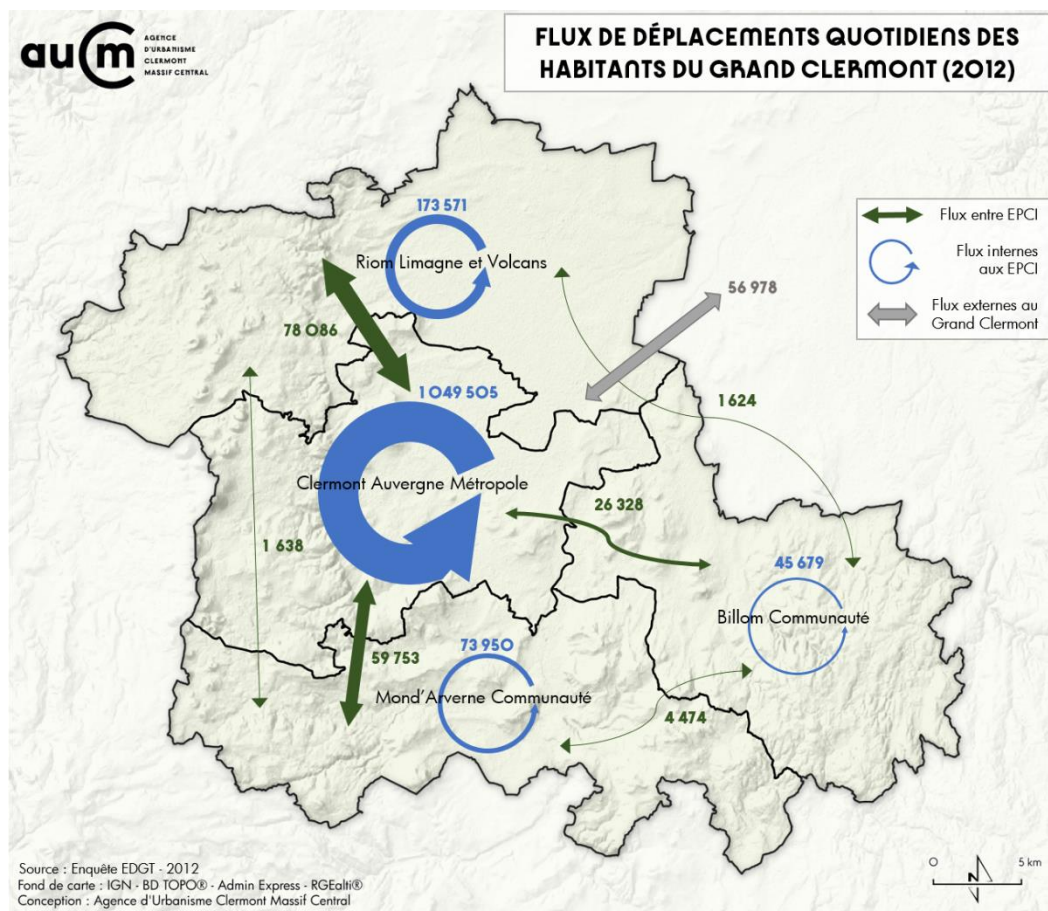 auCm
AGENCE
D'URBANISME
CLERMONT
MASSIF CENTRAL
FLUX DE DÉPLACEMENTS QUOTIDIENS DES
HABITANTS DU GRAND CLERMONT (2012)
Flux entre EPCI
Flux internes
aux EPCI
Flux externes au
Grand Clermont
173 571
Riom Limagne et Volcans
56 978
78 086
1 049 505
1 624
Clermont Auvergne Métropole
26 328
1 638
45 679
Billom Communauté
59 753
73 950
Mond'Arverne Communauté
4 474
Source : Enquête EDGT - 2012
Fond de carte : IGN - BD TOPO® - Admin Express - RGEalti®
Conception : Agence d'Urbanisme Clermont Massif Central
0 N 5 km